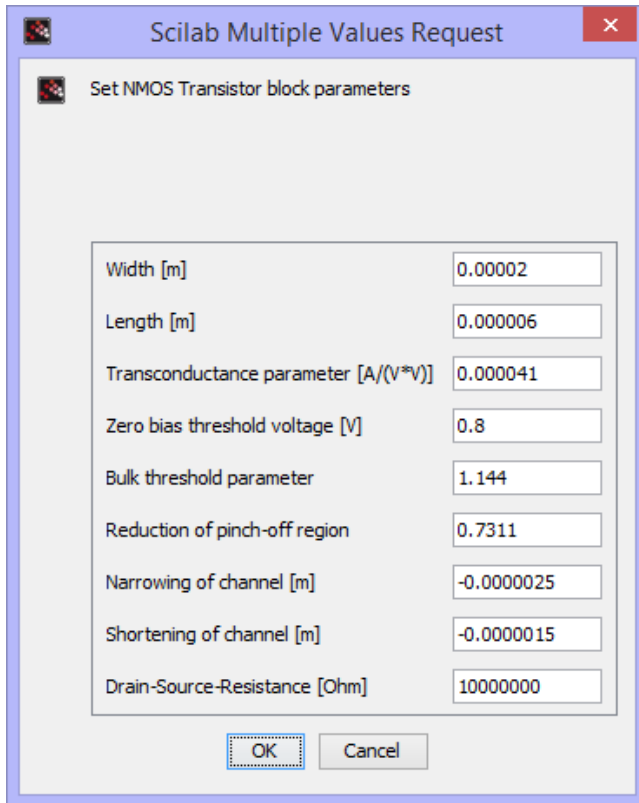 Scilab Multiple Values Request
Set NMOS Transistor block parameters
Width [m] 0.00002
Length [m] 0.000006
Transconductance parameter [A/(V*V)] 0.000041
Zero bias threshold voltage [V] 0.8
Bulk threshold parameter 1.144
Reduction of pinch-off region 0.7311
Narrowing of channel [m] -0.0000025
Shortening of channel [m] -0.0000015
Drain-Source-Resistance [Ohm] 10000000
OK Cancel